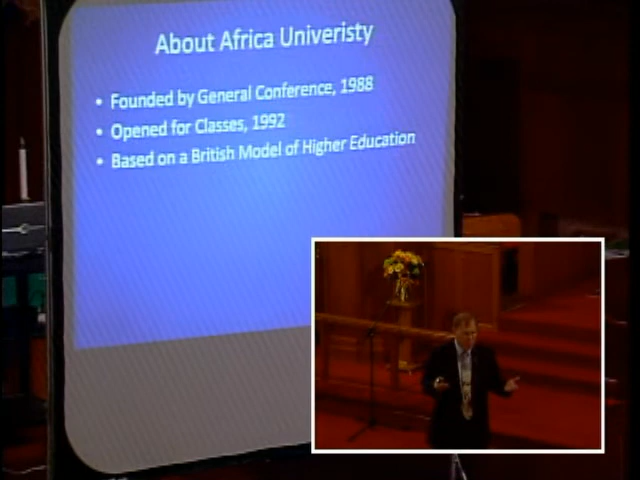 About Africa Univeristy
• Founded by General Conference, 1988
• Opened for Classes, 1992
• Based on a British Model of Higher Education